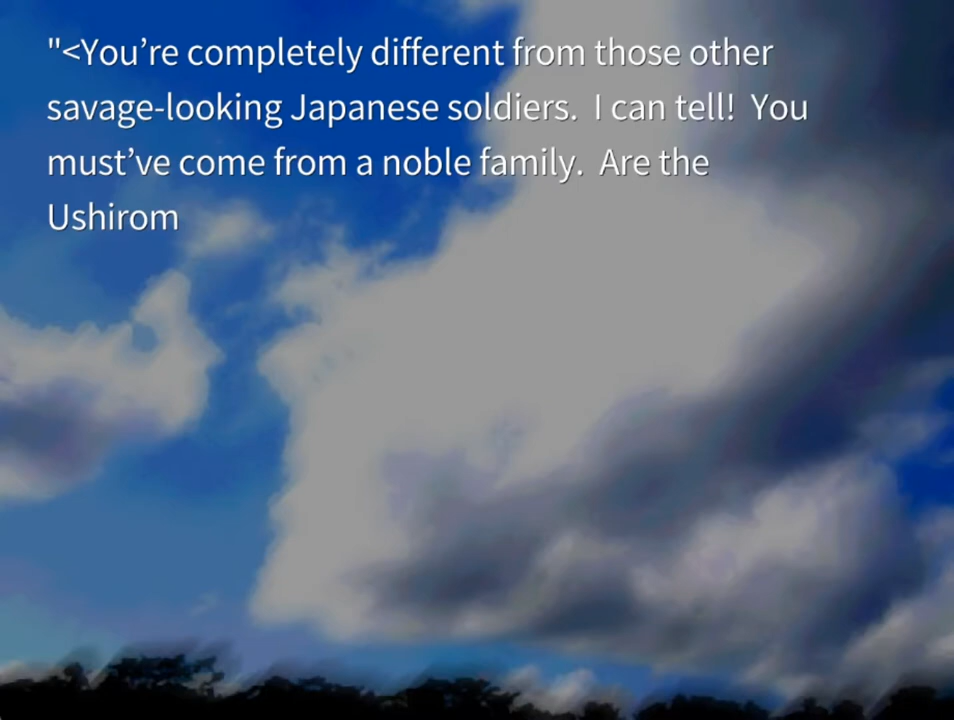 "<You’re completely different from those other
savage-looking Japanese soldiers.  I can tell!  You
must’ve come from a noble family.  Are the
Ushirom